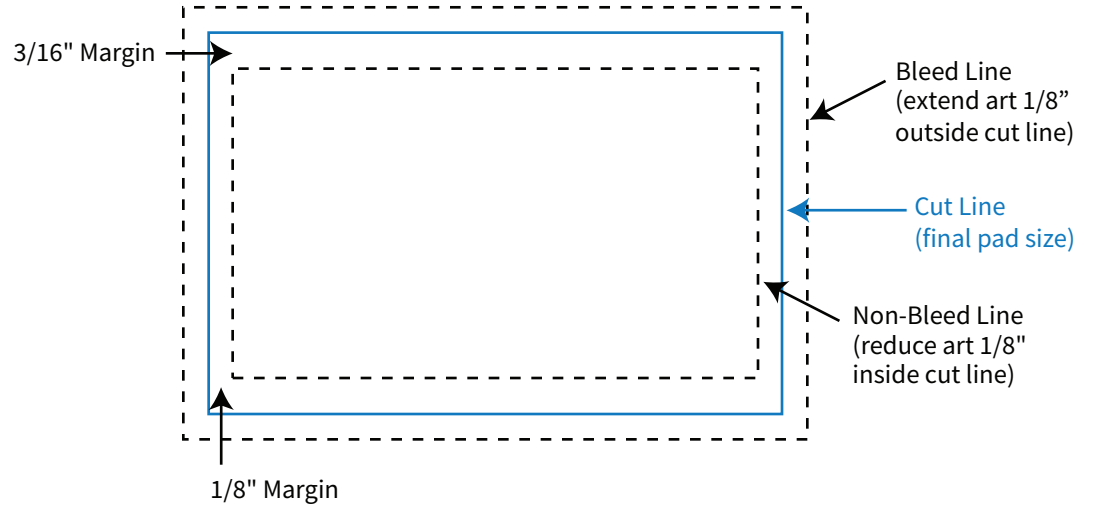 3/16" Margin
Bleed Line
(extend art 1/8”
outside cut line)
Cut Line
(final pad size)
Non-Bleed Line
(reduce art 1/8"
inside cut line)
1/8" Margin